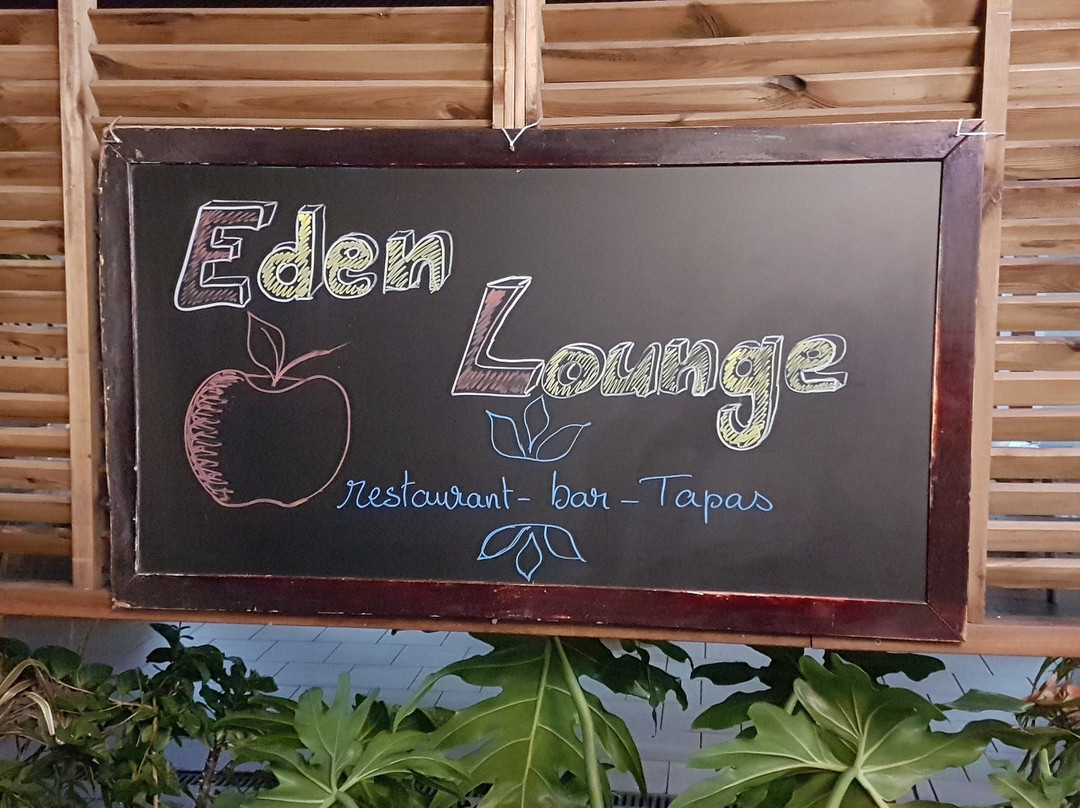 Eden
Lounge
restaurant - bar - Tapas